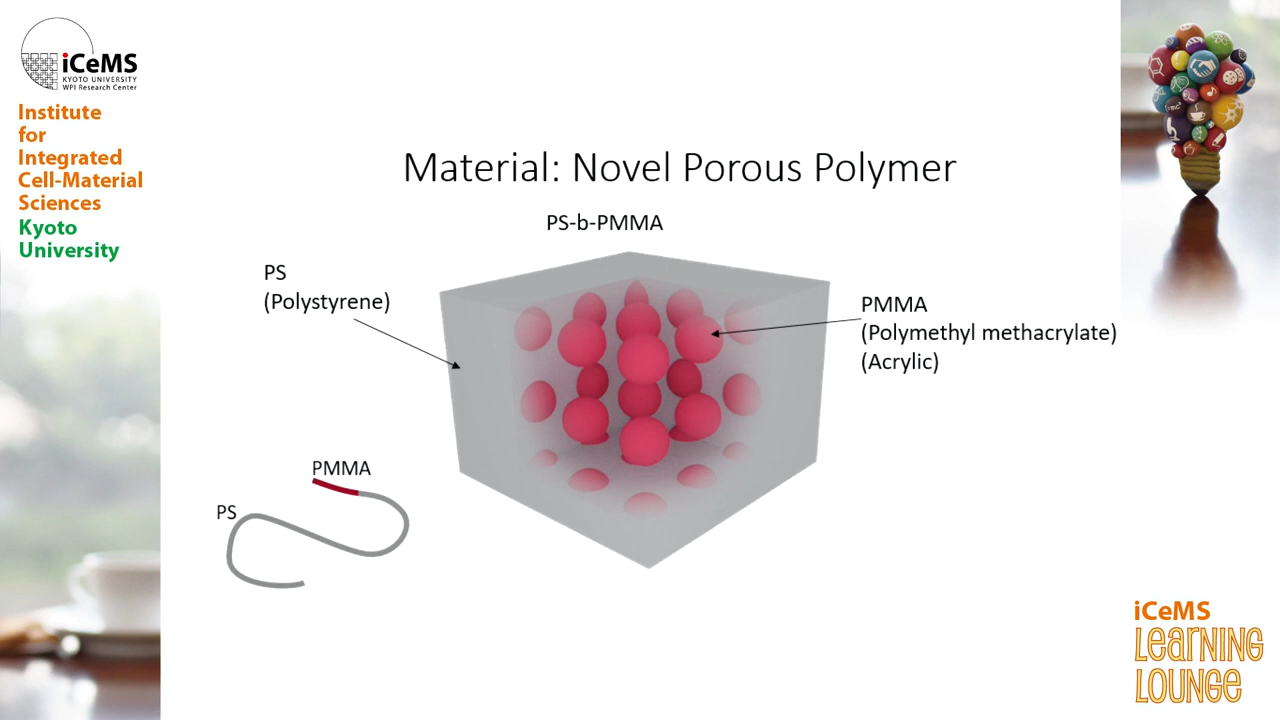 iCeMS
KYOTO UNIVERSITY
WPI Research Center
Institute
for
Integrated
Cell-Material
Sciences
Kyoto
University
Material: Novel Porous Polymer
PS-b-PMMA
PS
(Polystyrene)
PMMA
(Polymethyl methacrylate)
(Acrylic)
PMMA
PS
iCeMS
Learning
Lounge